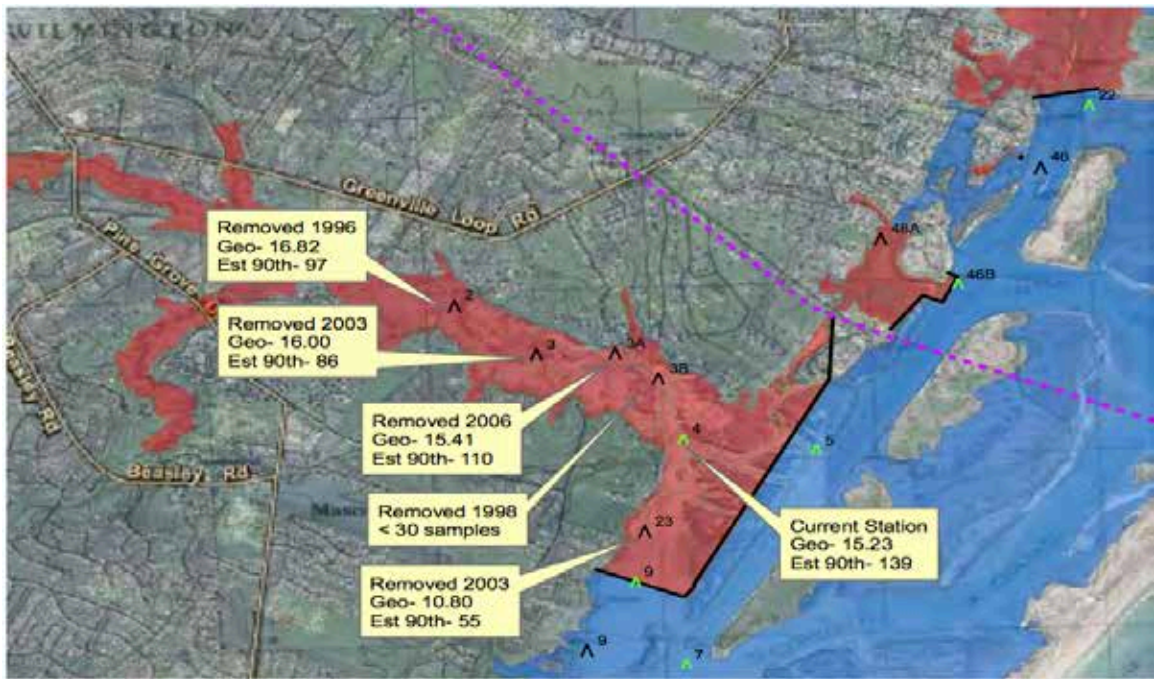 WILMINGTON
22
46
Greenville Loop Rd
48A
46B
Removed 1996
Geo- 16.82
Est 90th- 97
Pine Grove
2
Removed 2003
Geo- 16.00
Est 90th- 86
3
3A
3B
Removed 2006
Geo- 15.41
Est 90th- 110
4
5
Beasley Rd
Beasley Rd
Removed 1998
< 30 samples
23
Current Station
Geo- 15.23
Est 90th- 139
Removed 2003
Geo- 10.80
Est 90th- 55
9
9
7